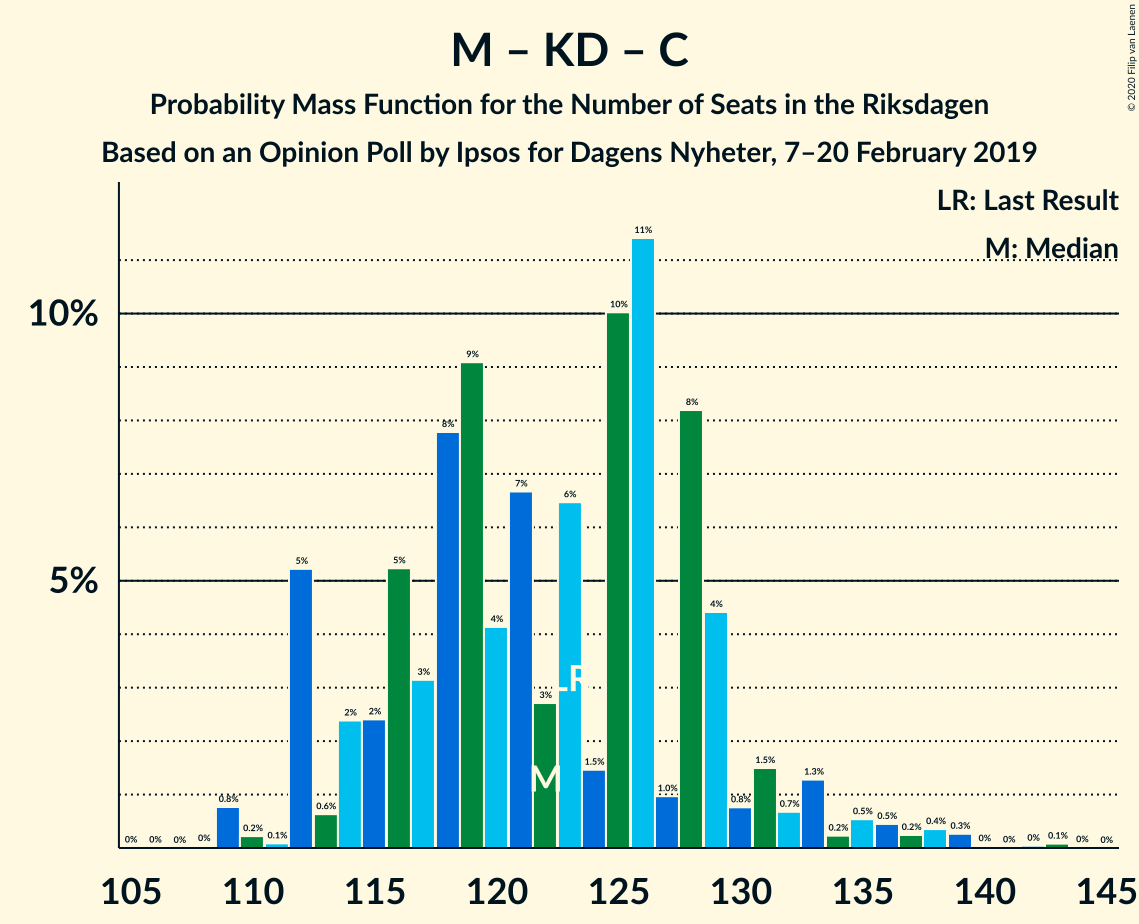 M – KD – C
Probability Mass Function for the Number of Seats in the Riksdagen
Based on an Opinion Poll by Ipsos for Dagens Nyheter, 7–20 February 2019
© 2020 Filip van Laenen
LR: Last Result
M: Median
10%
5%
0% 0% 0% 0% 0.8% 0.2% 0.1% 5% 0.6% 2% 2% 5% 3% 8% 9% 4% 7% 3% 6% 1.5% 10% 11% 1.0% 8% 4% 0.8% 1.5% 0.7% 1.3% 0.2% 0.5% 0.5% 0.2% 0.4% 0.3% 0% 0% 0% 0.1% 0% 0%
LR
M
105 110 115 120 125 130 135 140 145